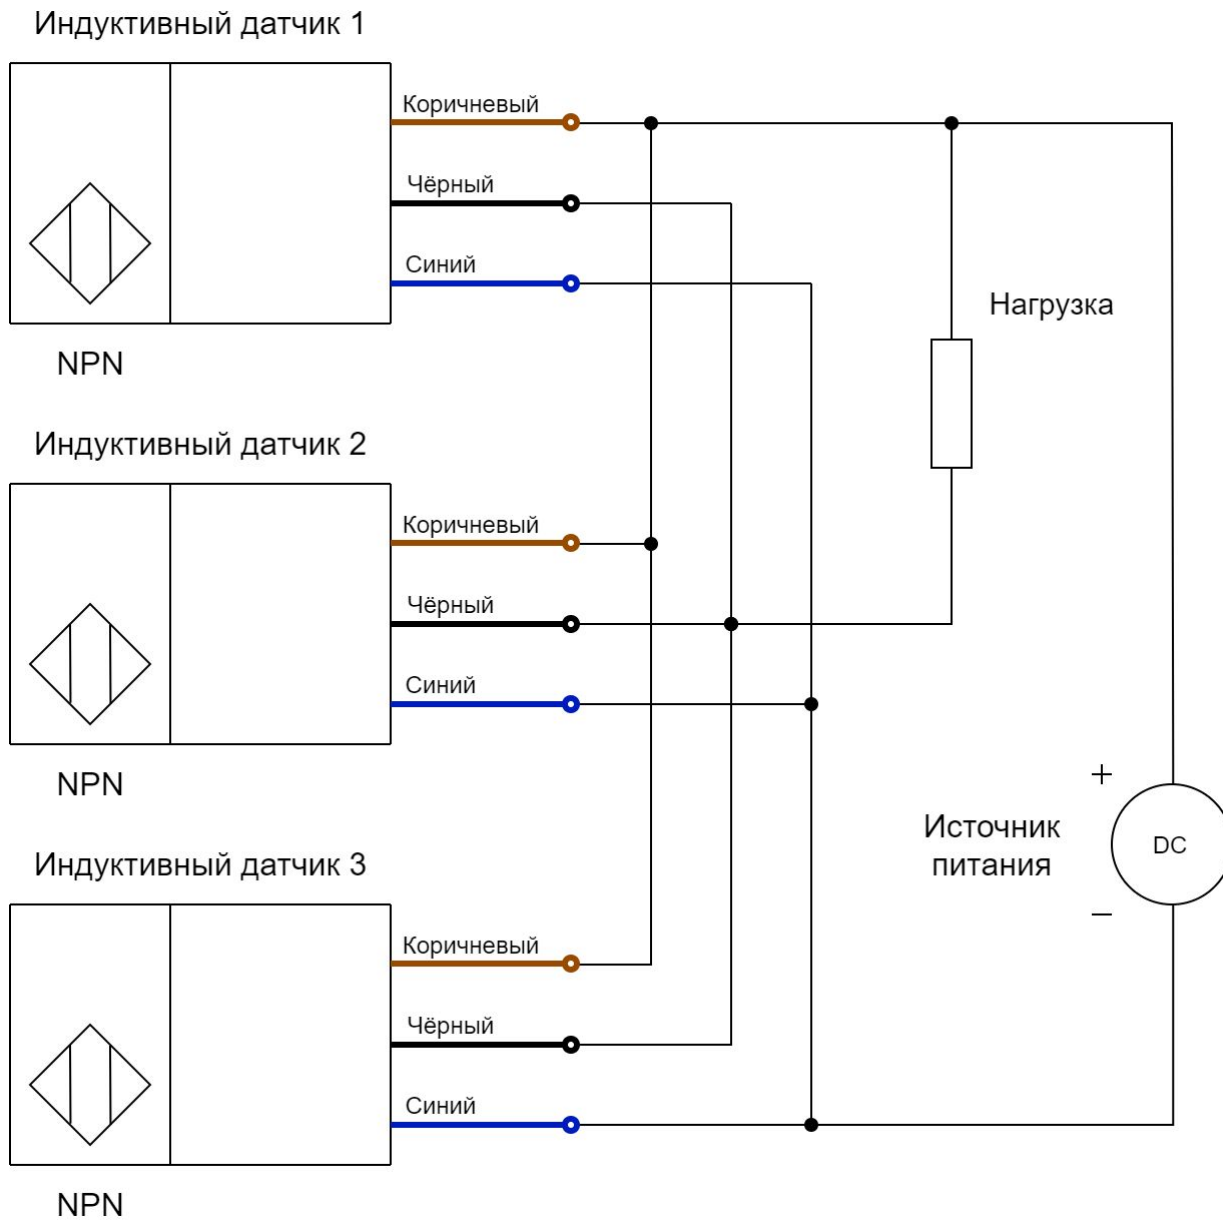 Индуктивный датчик 1
Коричневый
Чёрный
Синий
NPN
Нагрузка
Индуктивный датчик 2
Коричневый
Чёрный
Синий
NPN
+
Источник
питания
DC
−
Индуктивный датчик 3
Коричневый
Чёрный
Синий
NPN